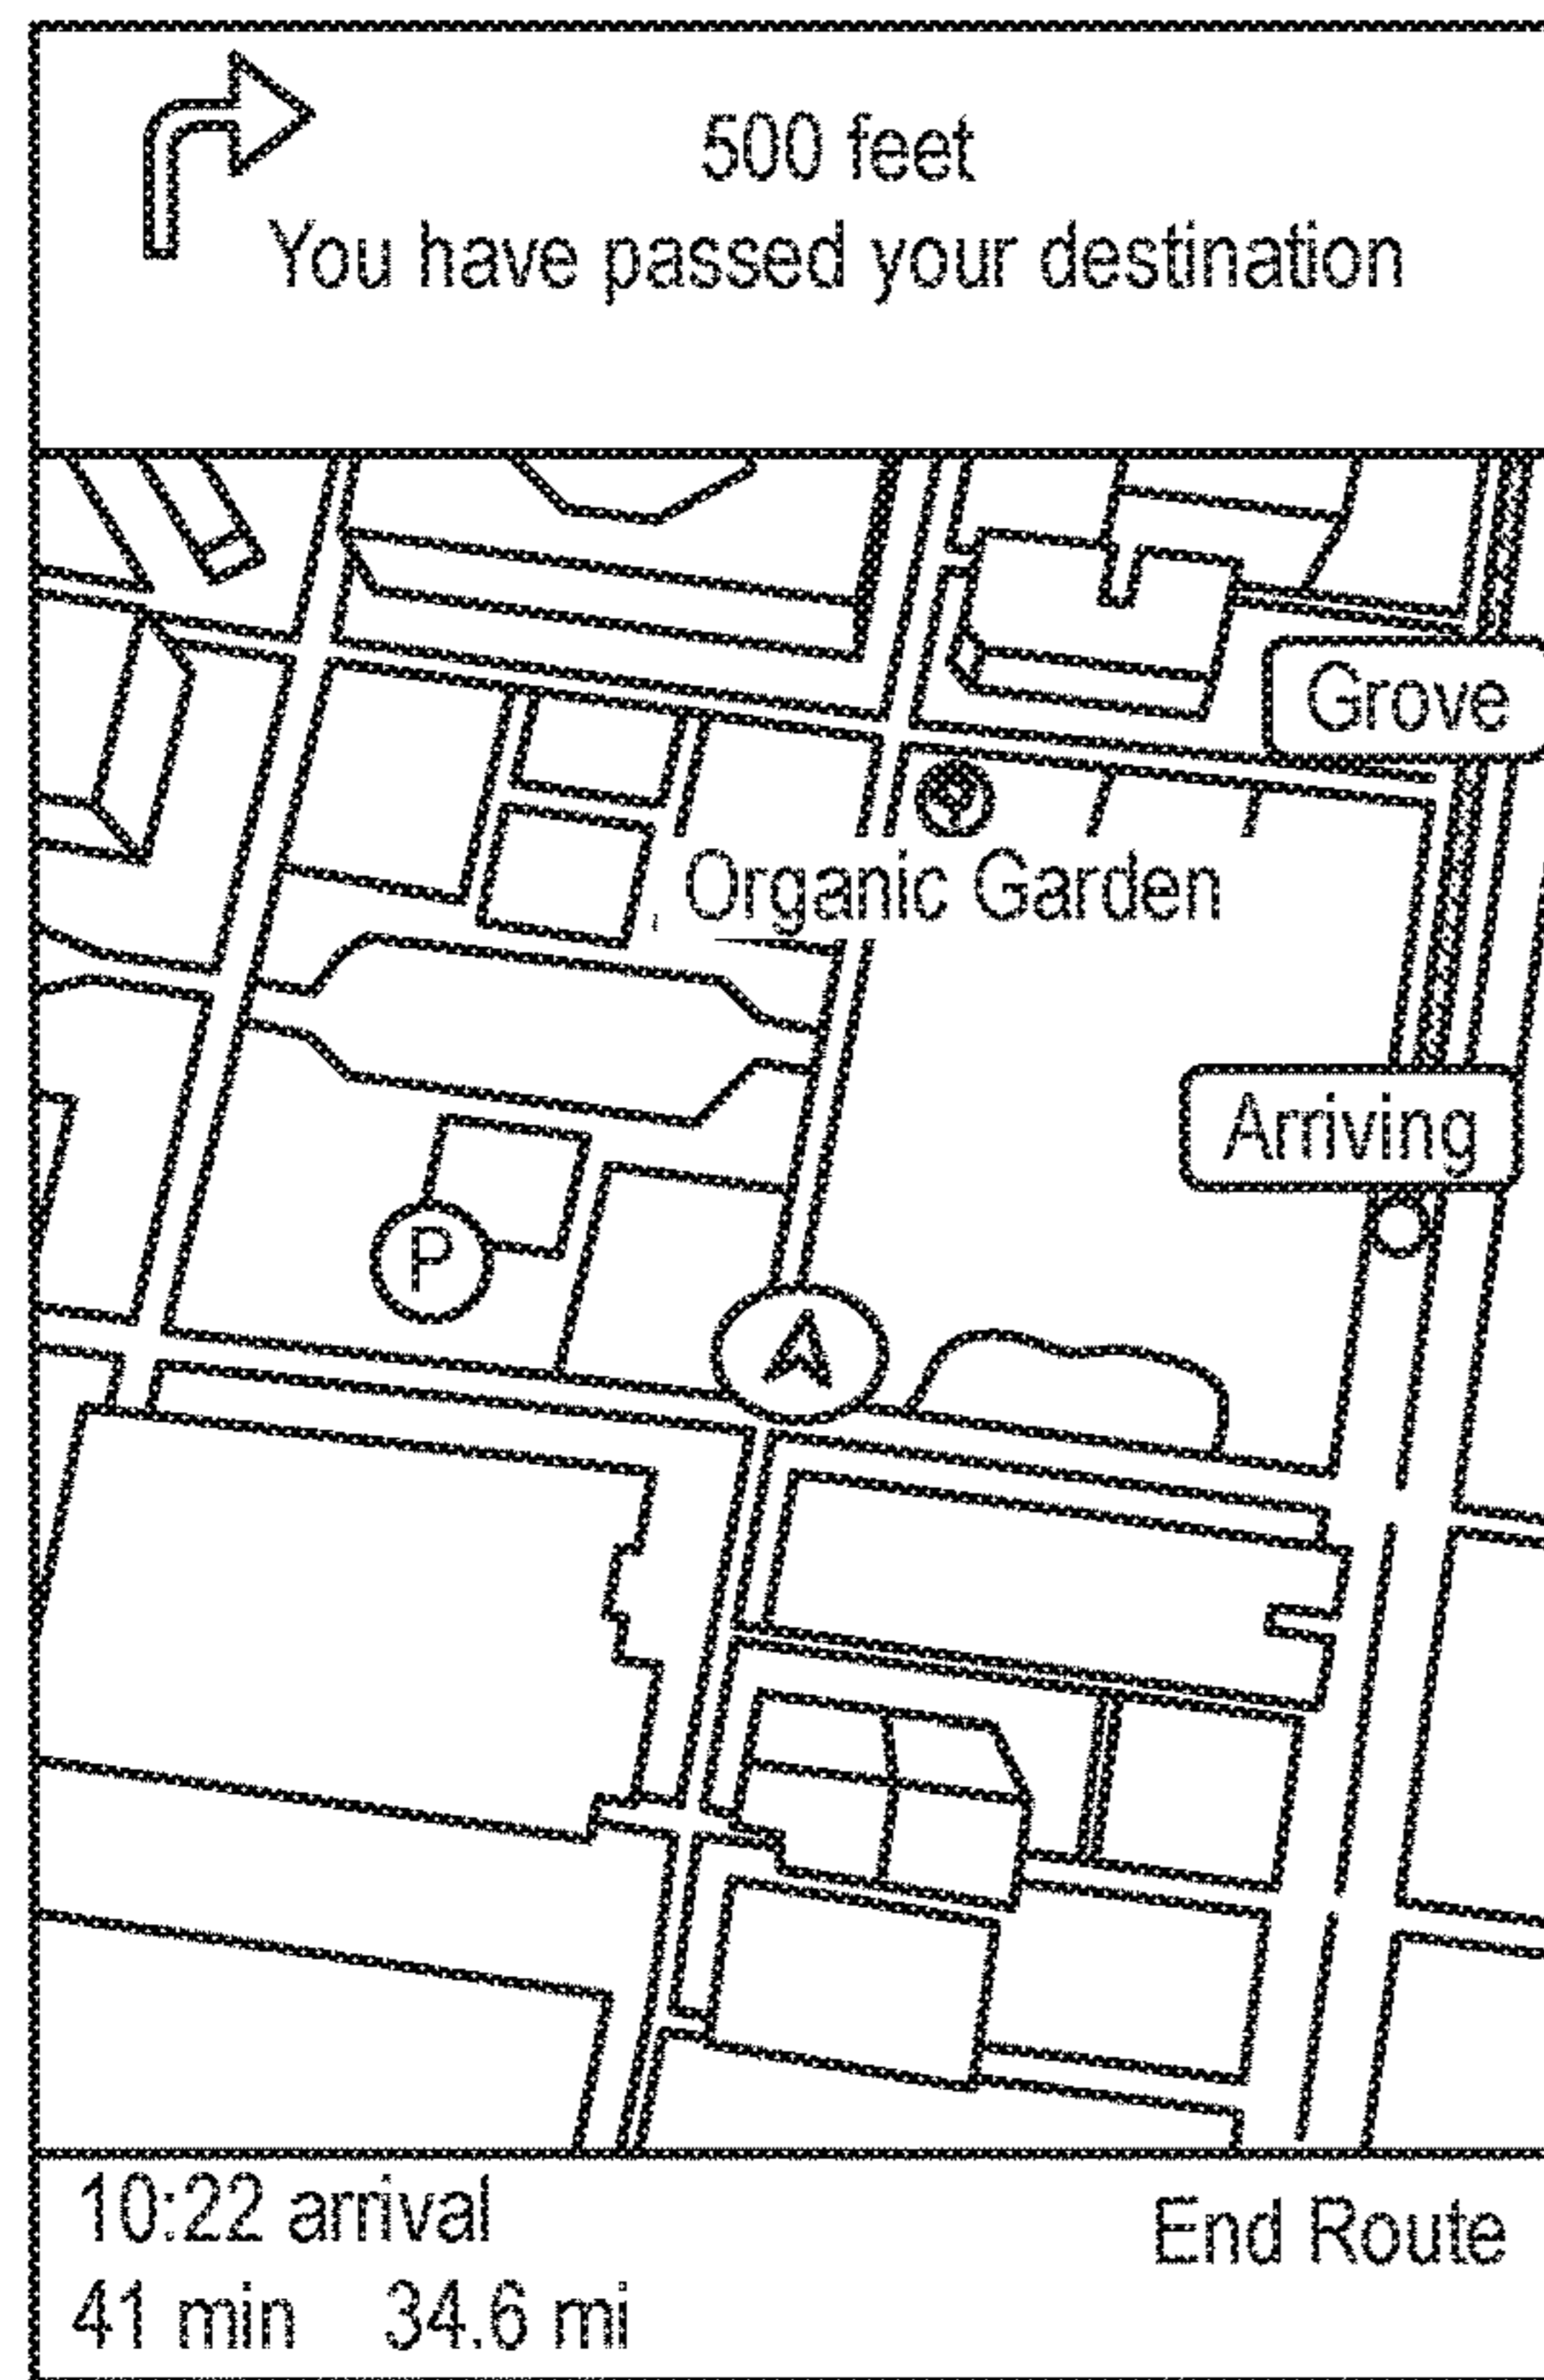 500 feet
You have passed your destination
Grove
Organic Garden
Arriving
P
10:22 arrival
End Route
41 min 34.6 mi